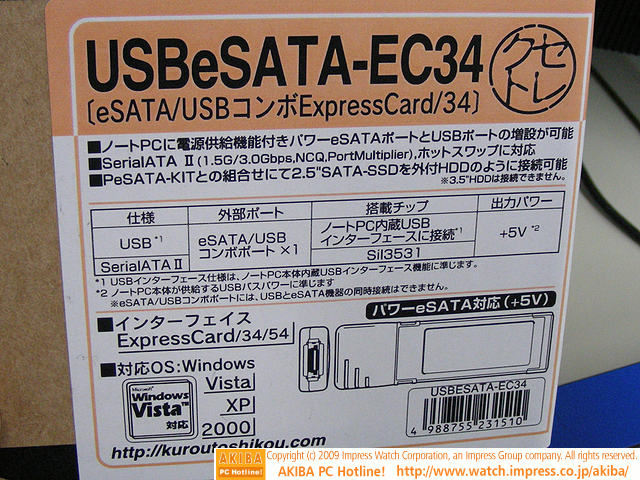 USBeSATA-EC34
クセトレ
[eSATA/USBコンボExpressCard/34]
■ノートPCに電源供給機能付きパワーeSATAポートとUSBポートの増設が可能
■SerialATA Ⅱ(1.5G/3.0Gbps,NCQ,PortMultiplier),ホットスワップに対応
■PeSATA-KITとの組合せにて2.5"SATA-SSDを外付HDDのように接続可能
※3.5"HDDは接続できません。
仕様 外部ポート 搭載チップ 出力パワー
USB*1 eSATA/USBコンボポート×1 ノートPC内蔵USBインターフェースに接続*1 +5V *2
SerialATAⅡ SiI3531
*1 USBインターフェース仕様は、ノートPC本体内蔵USBインターフェース機能に準じます。
*2 ノートPC本体が供給するUSBバスパワーに準じます
※eSATA/USBコンボポートには、USBとeSATA機器の同時接続はできません。
■インターフェイス
ExpressCard/34/54
パワーeSATA対応(+5V)
■対応OS:Windows
Vista
XP
2000
Microsoft
Windows
Vista
対応
USBESATA-EC34
4 988755 231510
http://kuroutoshikou.com
AKIBA
PC Hotline!
Copyright (c) 2009 Impress Watch Corporation, an Impress Group company. All rights reserved.
AKIBA PC Hotline! http://www.watch.impress.co.jp/akiba/